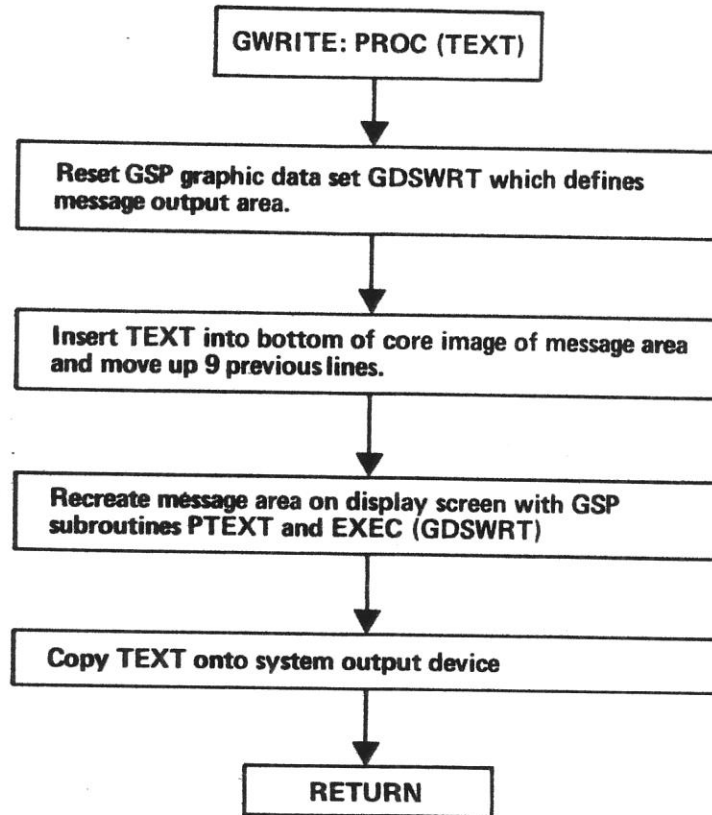 GWRITE: PROC (TEXT)
Reset GSP graphic data set GDSWRT which defines
message output area.
Insert TEXT into bottom of core image of message area
and move up 9 previous lines.
Recreate message area on display screen with GSP
subroutines PTEXT and EXEC (GDSWRT)
Copy TEXT onto system output device
RETURN